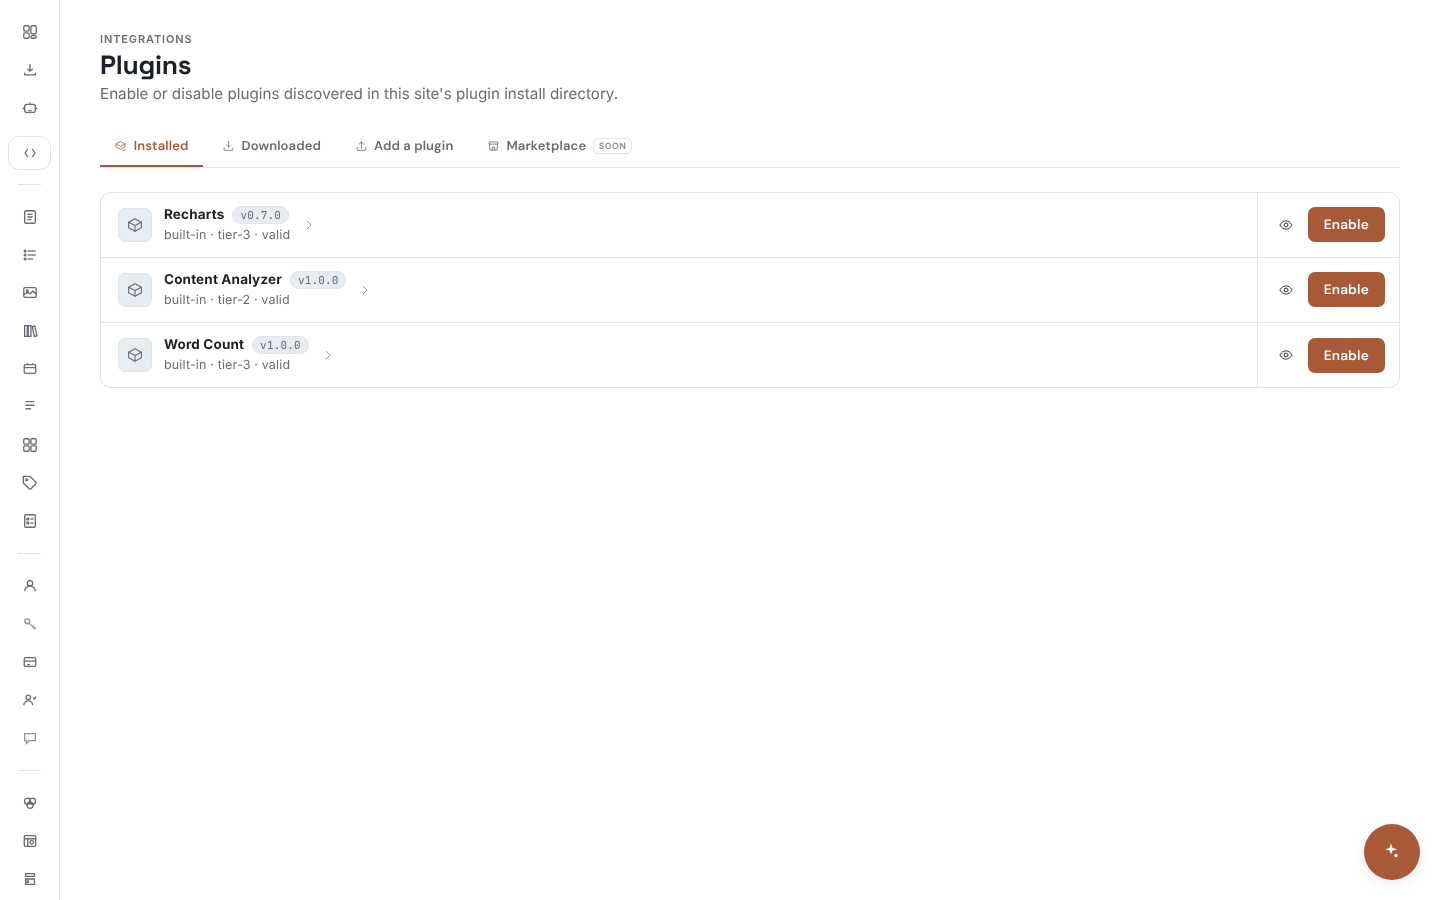 INTEGRATIONS
Plugins
Enable or disable plugins discovered in this site's plugin install directory.
Installed
Downloaded
Add a plugin
Marketplace SOON
Recharts v0.7.0
built-in · tier-3 · valid
Enable
Content Analyzer v1.0.0
built-in · tier-2 · valid
Enable
Word Count v1.0.0
built-in · tier-3 · valid
Enable